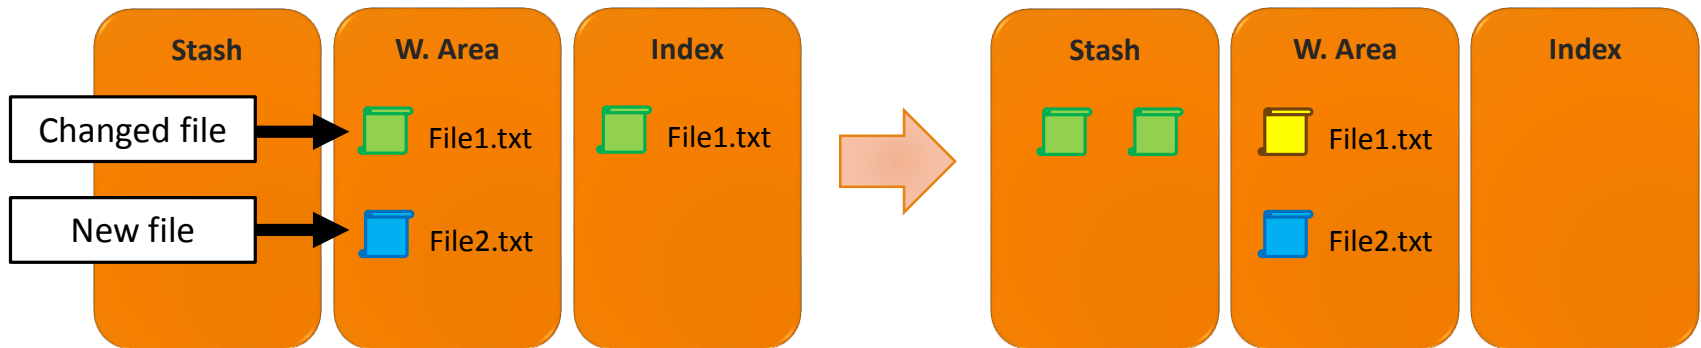 Stash
W. Area
Index
Changed file
File1.txt
File1.txt
New file
File2.txt
Stash
W. Area
Index
File1.txt
File2.txt